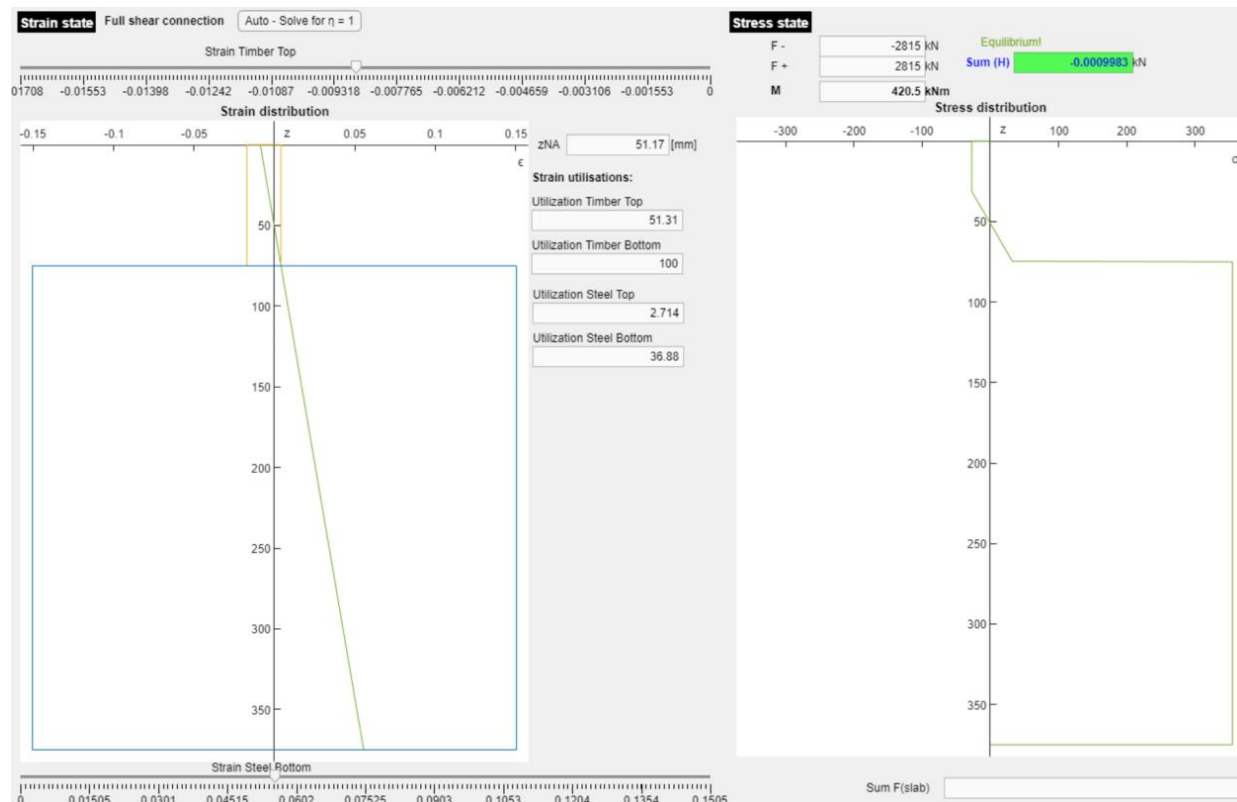 Strain state Full shear connection Auto - Solve for η = 1
Strain Timber Top
01708 -0.01553 -0.01398 -0.01242 -0.01087 -0.009318 -0.007765 -0.006212 -0.004659 -0.003106 -0.001553 0
Strain distribution
-0.15 -0.1 -0.05 z 0.05 0.1 0.15
ϵ
50
100
150
200
250
300
350
zNA 51.17 [mm]
Strain utilisations:
Utilization Timber Top
51.31
Utilization Timber Bottom
100
Utilization Steel Top
2.714
Utilization Steel Bottom
36.88
Strain Steel Bottom
0 0.01505 0.0301 0.04515 0.0602 0.07525 0.0903 0.1053 0.1204 0.1354 0.1505
Stress state
F - -2815 kN Equilibrium!
F + 2815 kN Sum (H) -0.0009983 kN
M 420.5 kNm
Stress distribution
-300 -200 -100 z 100 200 300
50
100
150
200
250
300
350
Sum F(slab)